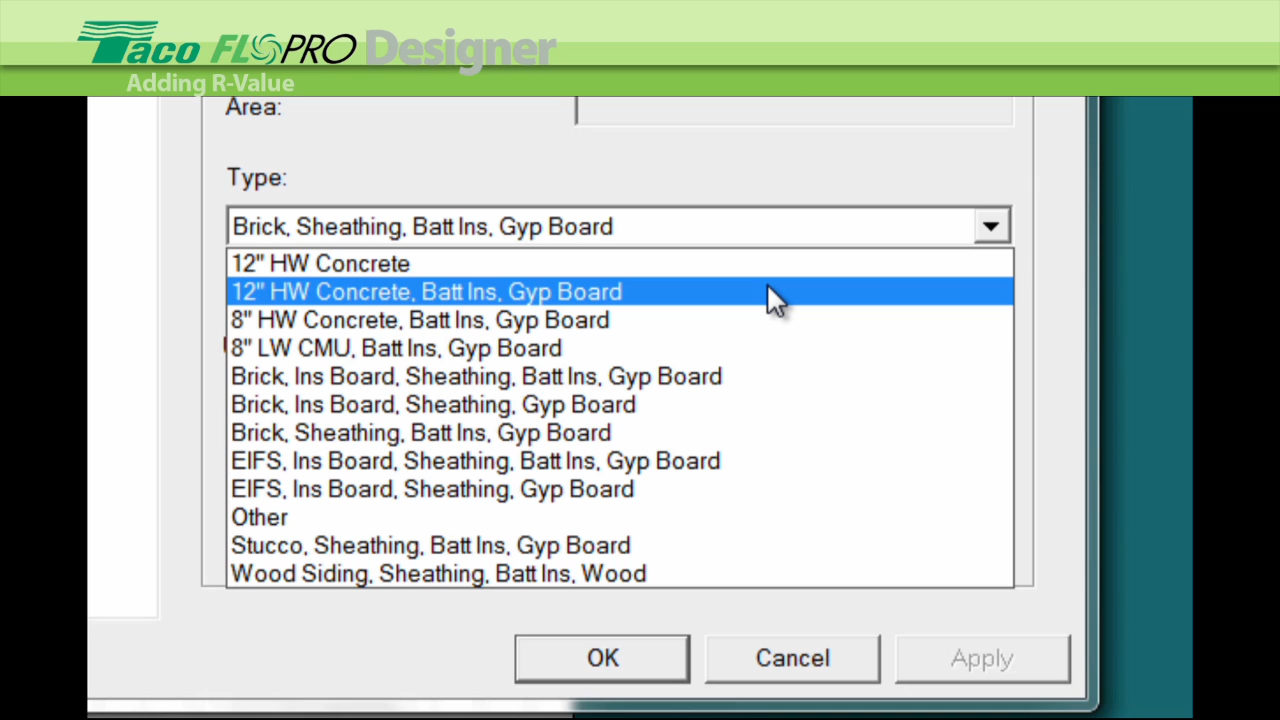 Taco FLOPRO Designer
Adding R-Value
Area:
Type:
Brick, Sheathing, Batt Ins, Gyp Board
12" HW Concrete
12" HW Concrete, Batt Ins, Gyp Board
8" HW Concrete, Batt Ins, Gyp Board
8" LW CMU, Batt Ins, Gyp Board
Brick, Ins Board, Sheathing, Batt Ins, Gyp Board
Brick, Ins Board, Sheathing, Gyp Board
Brick, Sheathing, Batt Ins, Gyp Board
EIFS, Ins Board, Sheathing, Batt Ins, Gyp Board
EIFS, Ins Board, Sheathing, Gyp Board
Other
Stucco, Sheathing, Batt Ins, Gyp Board
Wood Siding, Sheathing, Batt Ins, Wood
OK Cancel Apply